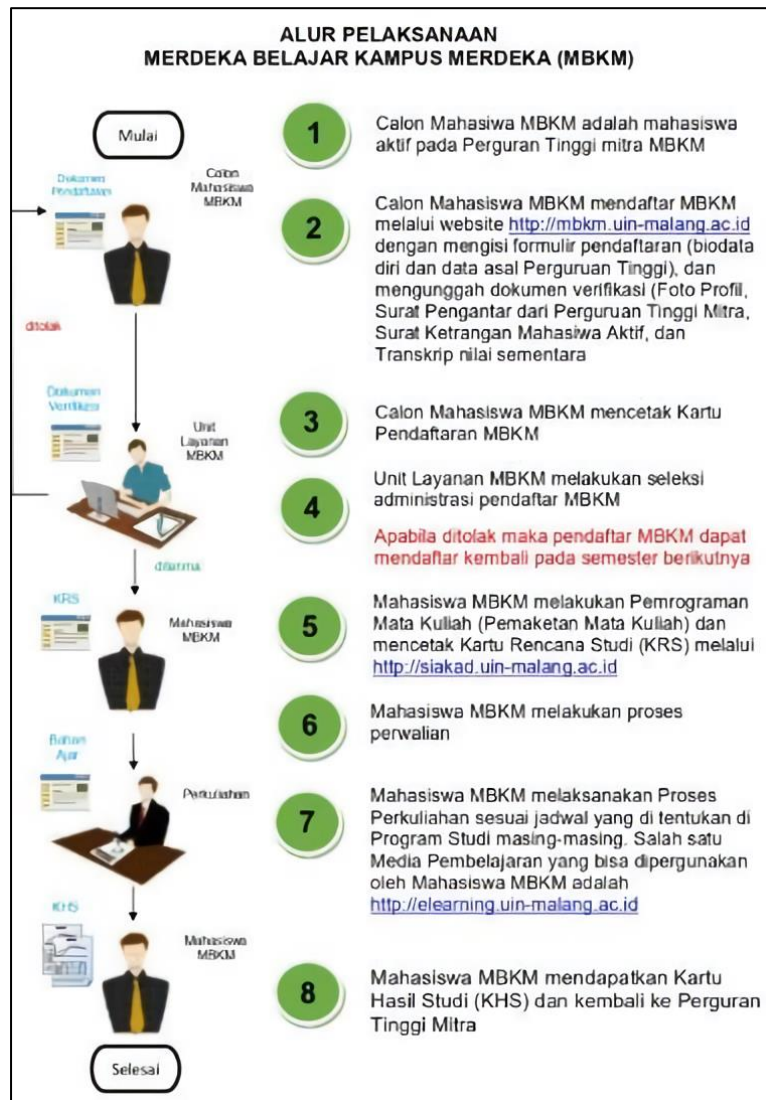 ALUR PELAKSANAAN
MERDEKA BELAJAR KAMPUS MERDEKA (MBKM)
Mulai
Dokumen
Pendaftaran
Calon
Mahasiswa
MBKM
ditolak
Dokumen
Verifikasi
Unit
Layanan
MBKM
diterima
KRS
Mahasiswa
MBKM
Bahan
Ajar
Perkuliahan
KHS
Mahasiswa
MBKM
Selesai
1
Calon Mahasiwa MBKM adalah mahasiswa
aktif pada Perguran Tinggi mitra MBKM
2
Calon Mahasiswa MBKM mendaftar MBKM
melalui website http://mbkm.uin-malang.ac.id
dengan mengisi formulir pendaftaran (biodata
diri dan data asal Perguruan Tinggi), dan
mengunggah dokumen verifikasi (Foto Profil,
Surat Pengantar dari Perguruan Tinggi Mitra,
Surat Ketrangan Mahasiwa Aktif, dan
Transkrip nilai sementara
3
Calon Mahasiswa MBKM mencetak Kartu
Pendaftaran MBKM
4
Unit Layanan MBKM melakukan seleksi
administrasi pendaftar MBKM
Apabila ditolak maka pendaftar MBKM dapat
mendaftar kembali pada semester berikutnya
5
Mahasiswa MBKM melakukan Pemrograman
Mata Kuliah (Pemaketan Mata Kuliah) dan
mencetak Kartu Rencana Studi (KRS) melalui
http://siakad.uin-malang.ac.id
6
Mahasiswa MBKM melakukan proses
perwalian
7
Mahasiswa MBKM melaksanakan Proses
Perkuliahan sesuai jadwal yang di tentukan di
Program Studi masing-masing. Salah satu
Media Pembelajaran yang bisa dipergunakan
oleh Mahasiswa MBKM adalah
http://elearning.uin-malang.ac.id
8
Mahasiswa MBKM mendapatkan Kartu
Hasil Studi (KHS) dan kembali ke Perguran
Tinggi Mitra